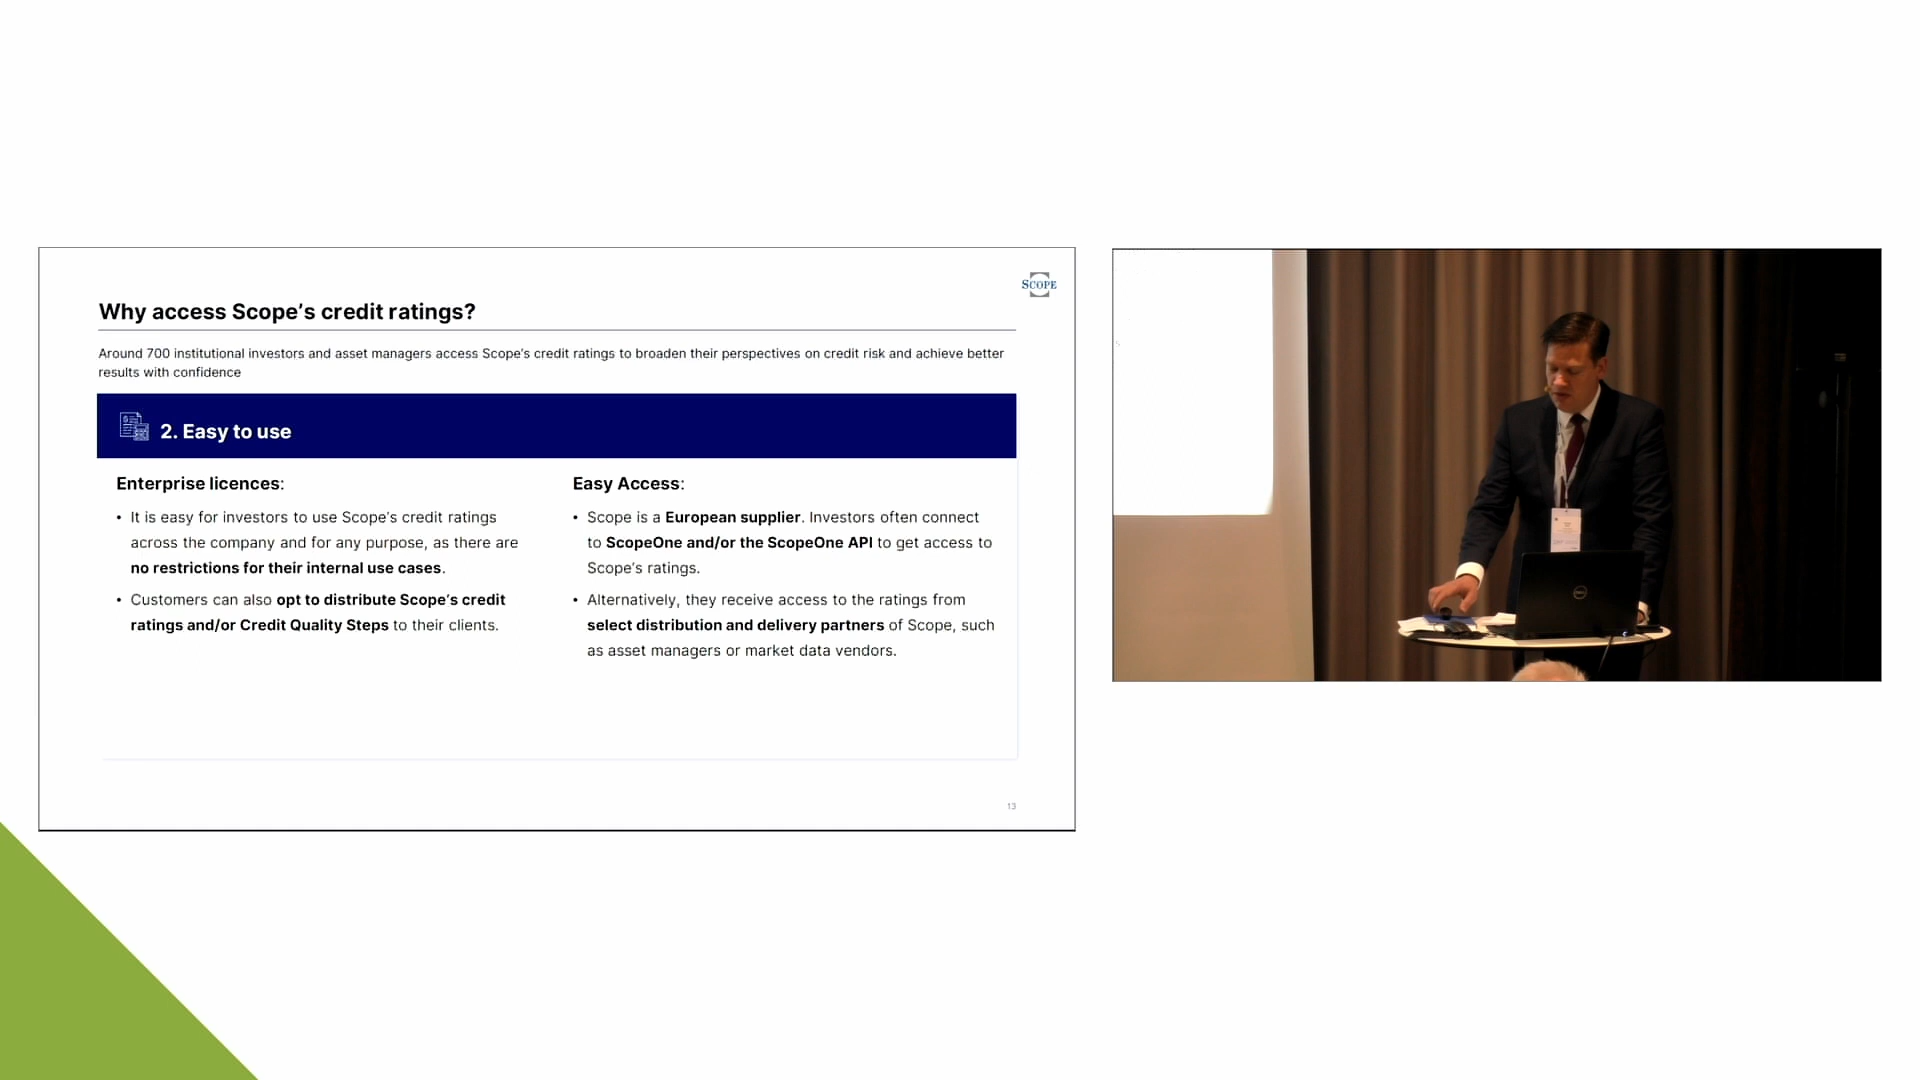 SCOPE
Why access Scope’s credit ratings?
Around 700 institutional investors and asset managers access Scope’s credit ratings to broaden their perspectives on credit risk and achieve better
results with confidence
2. Easy to use
Enterprise licences:
• It is easy for investors to use Scope’s credit ratings
across the company and for any purpose, as there are
no restrictions for their internal use cases.
• Customers can also opt to distribute Scope’s credit
ratings and/or Credit Quality Steps to their clients.
Easy Access:
• Scope is a European supplier. Investors often connect
to ScopeOne and/or the ScopeOne API to get access to
Scope’s ratings.
• Alternatively, they receive access to the ratings from
select distribution and delivery partners of Scope, such
as asset managers or market data vendors.
13
DELL